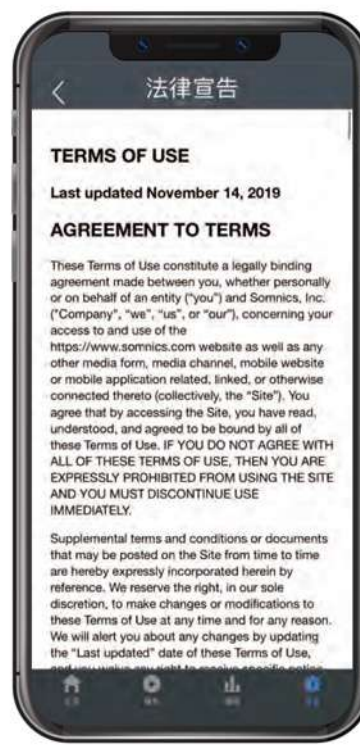 法律宣告
TERMS OF USE
Last updated November 14, 2019
AGREEMENT TO TERMS
These Terms of Use constitute a legally binding
agreement made between you, whether personally
or on behalf of an entity (“you”) and Somnics, Inc.
("Company", “we”, “us”, or “our”), concerning your
access to and use of the
https://www.somnics.com website as well as any
other media form, media channel, mobile website
or mobile application related, linked, or otherwise
connected thereto (collectively, the “Site”). You
agree that by accessing the Site, you have read,
understood, and agreed to be bound by all of
these Terms of Use. IF YOU DO NOT AGREE WITH
ALL OF THESE TERMS OF USE, THEN YOU ARE
EXPRESSLY PROHIBITED FROM USING THE SITE
AND YOU MUST DISCONTINUE USE
IMMEDIATELY.
Supplemental terms and conditions or documents
that may be posted on the Site from time to time
are hereby expressly incorporated herein by
reference. We reserve the right, in our sole
discretion, to make changes or modifications to
these Terms of Use at any time and for any reason.
We will alert you about any changes by updating
the “Last updated” date of these Terms of Use,
and you waive any right to receive specific notice